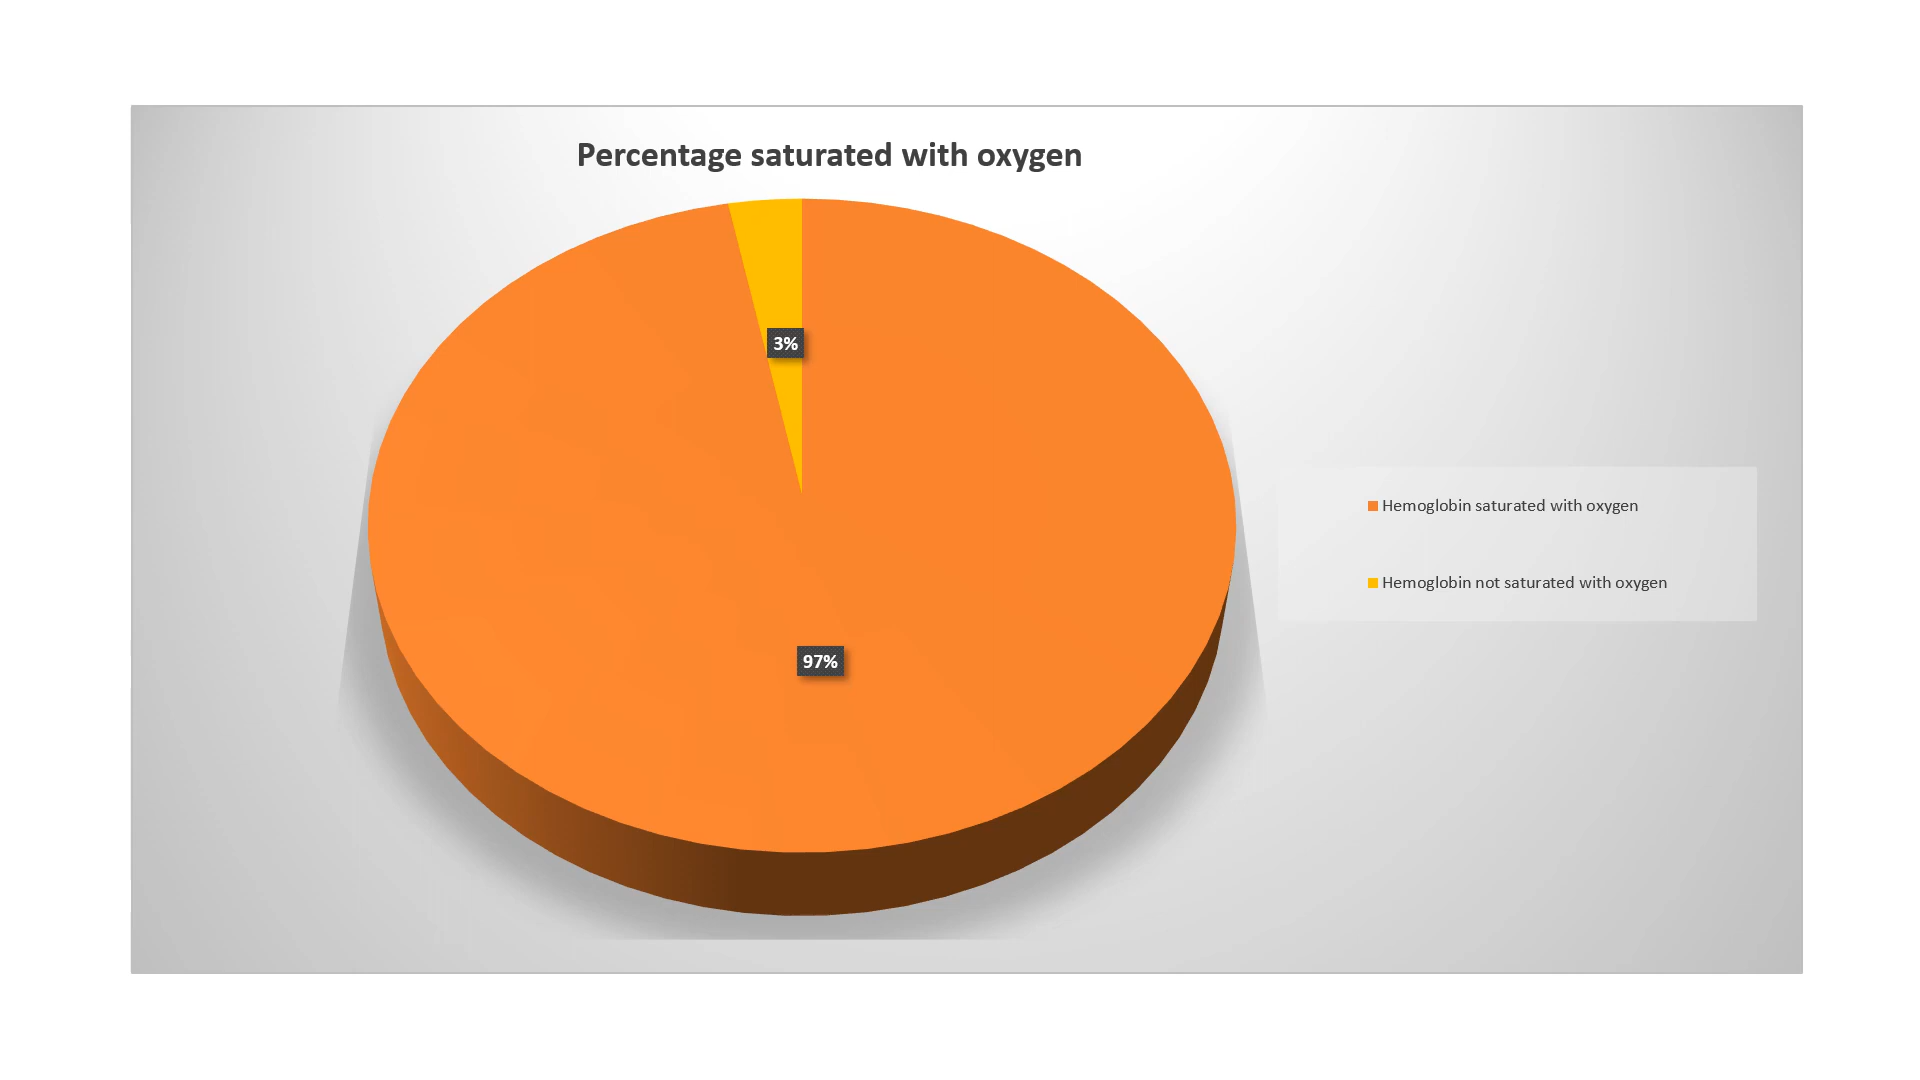 Percentage saturated with oxygen
3%
Hemoglobin saturated with oxygen
Hemoglobin not saturated with oxygen
97%